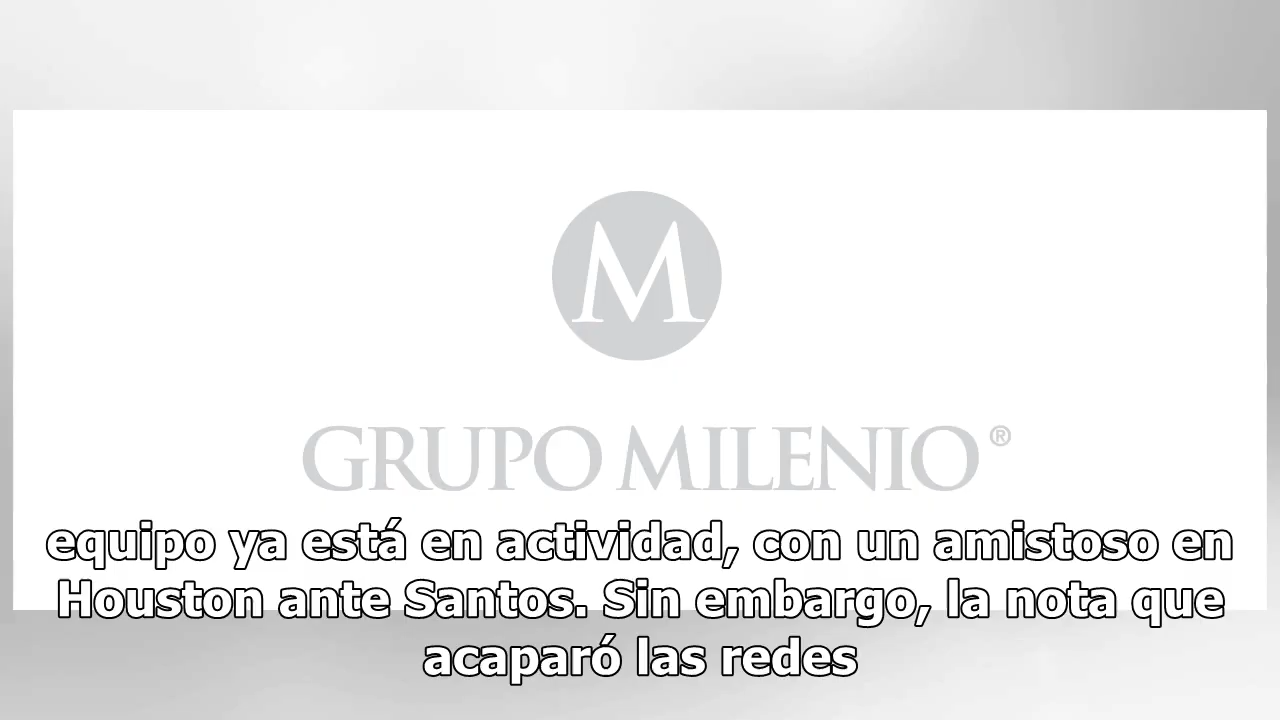 M
GRUPO MILENIO®
equipo ya está en actividad, con un amistoso en
Houston ante Santos. Sin embargo, la nota que
acaparó las redes